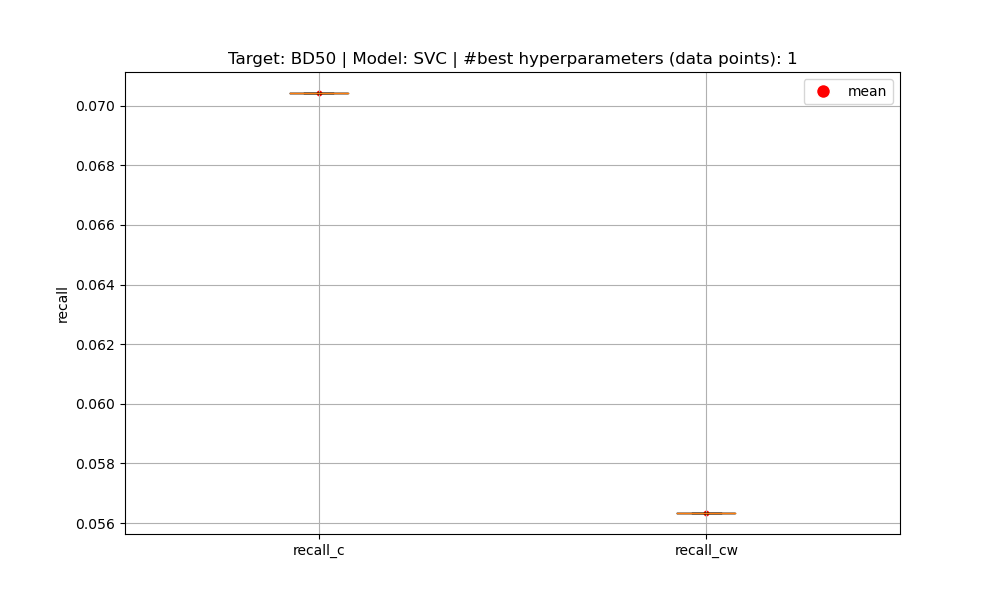 Target: BD50 | Model: SVC | #best hyperparameters (data points): 1
mean
0.070
0.068
0.066
0.064
0.062
0.060
0.058
0.056
recall
recall_c
recall_cw